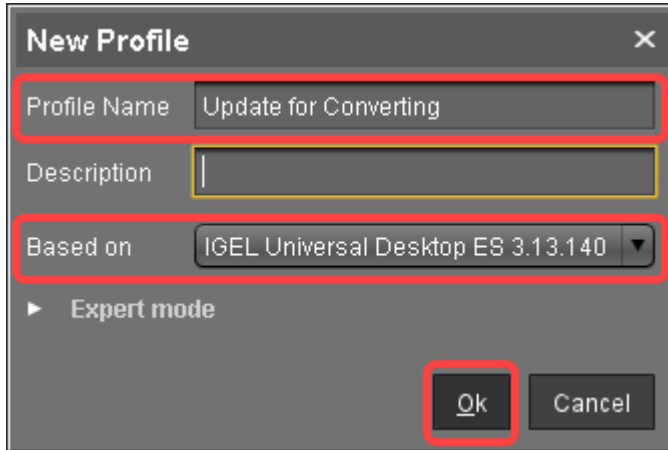 New Profile
Profile Name Update for Converting
Description
Based on IGEL Universal Desktop ES 3.13.140
Expert mode
Ok Cancel